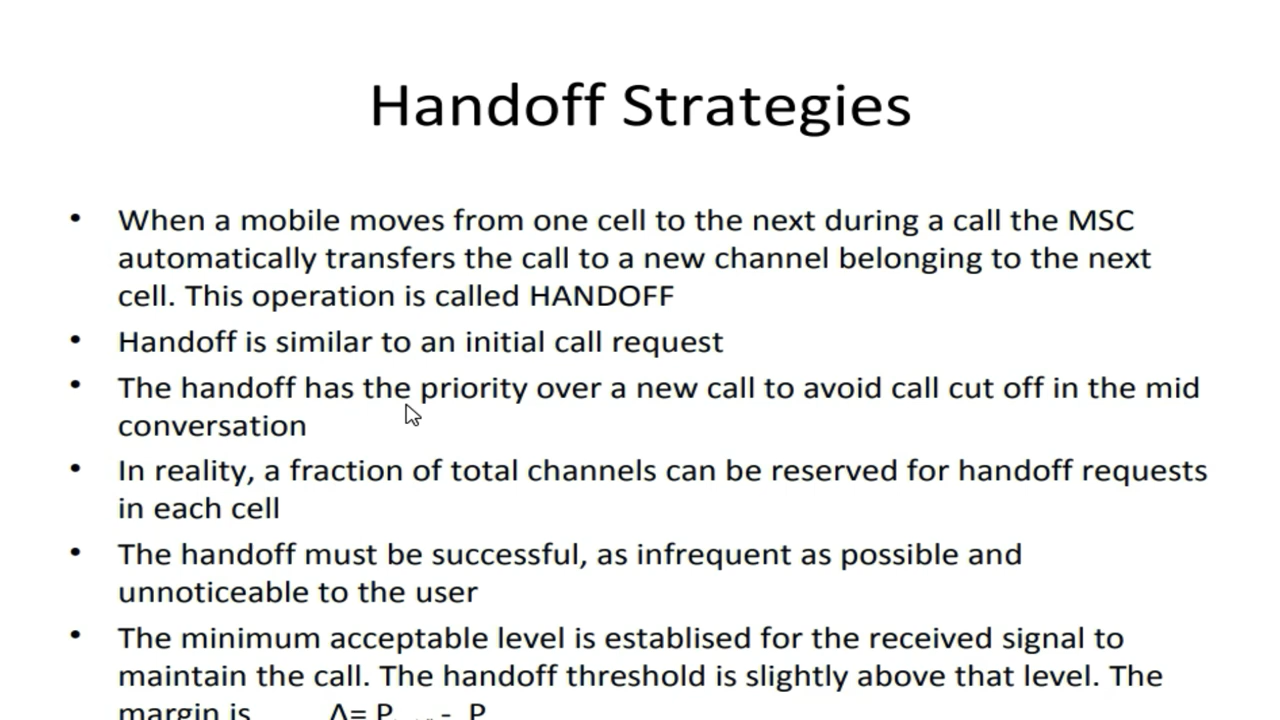 Handoff Strategies
• When a mobile moves from one cell to the next during a call the MSC
automatically transfers the call to a new channel belonging to the next
cell. This operation is called HANDOFF
• Handoff is similar to an initial call request
• The handoff has the priority over a new call to avoid call cut off in the mid
conversation
• In reality, a fraction of total channels can be reserved for handoff requests
in each cell
• The handoff must be successful, as infrequent as possible and
unnoticeable to the user
• The minimum acceptable level is establised for the received signal to
maintain the call. The handoff threshold is slightly above that level. The
margin is Δ= P - P